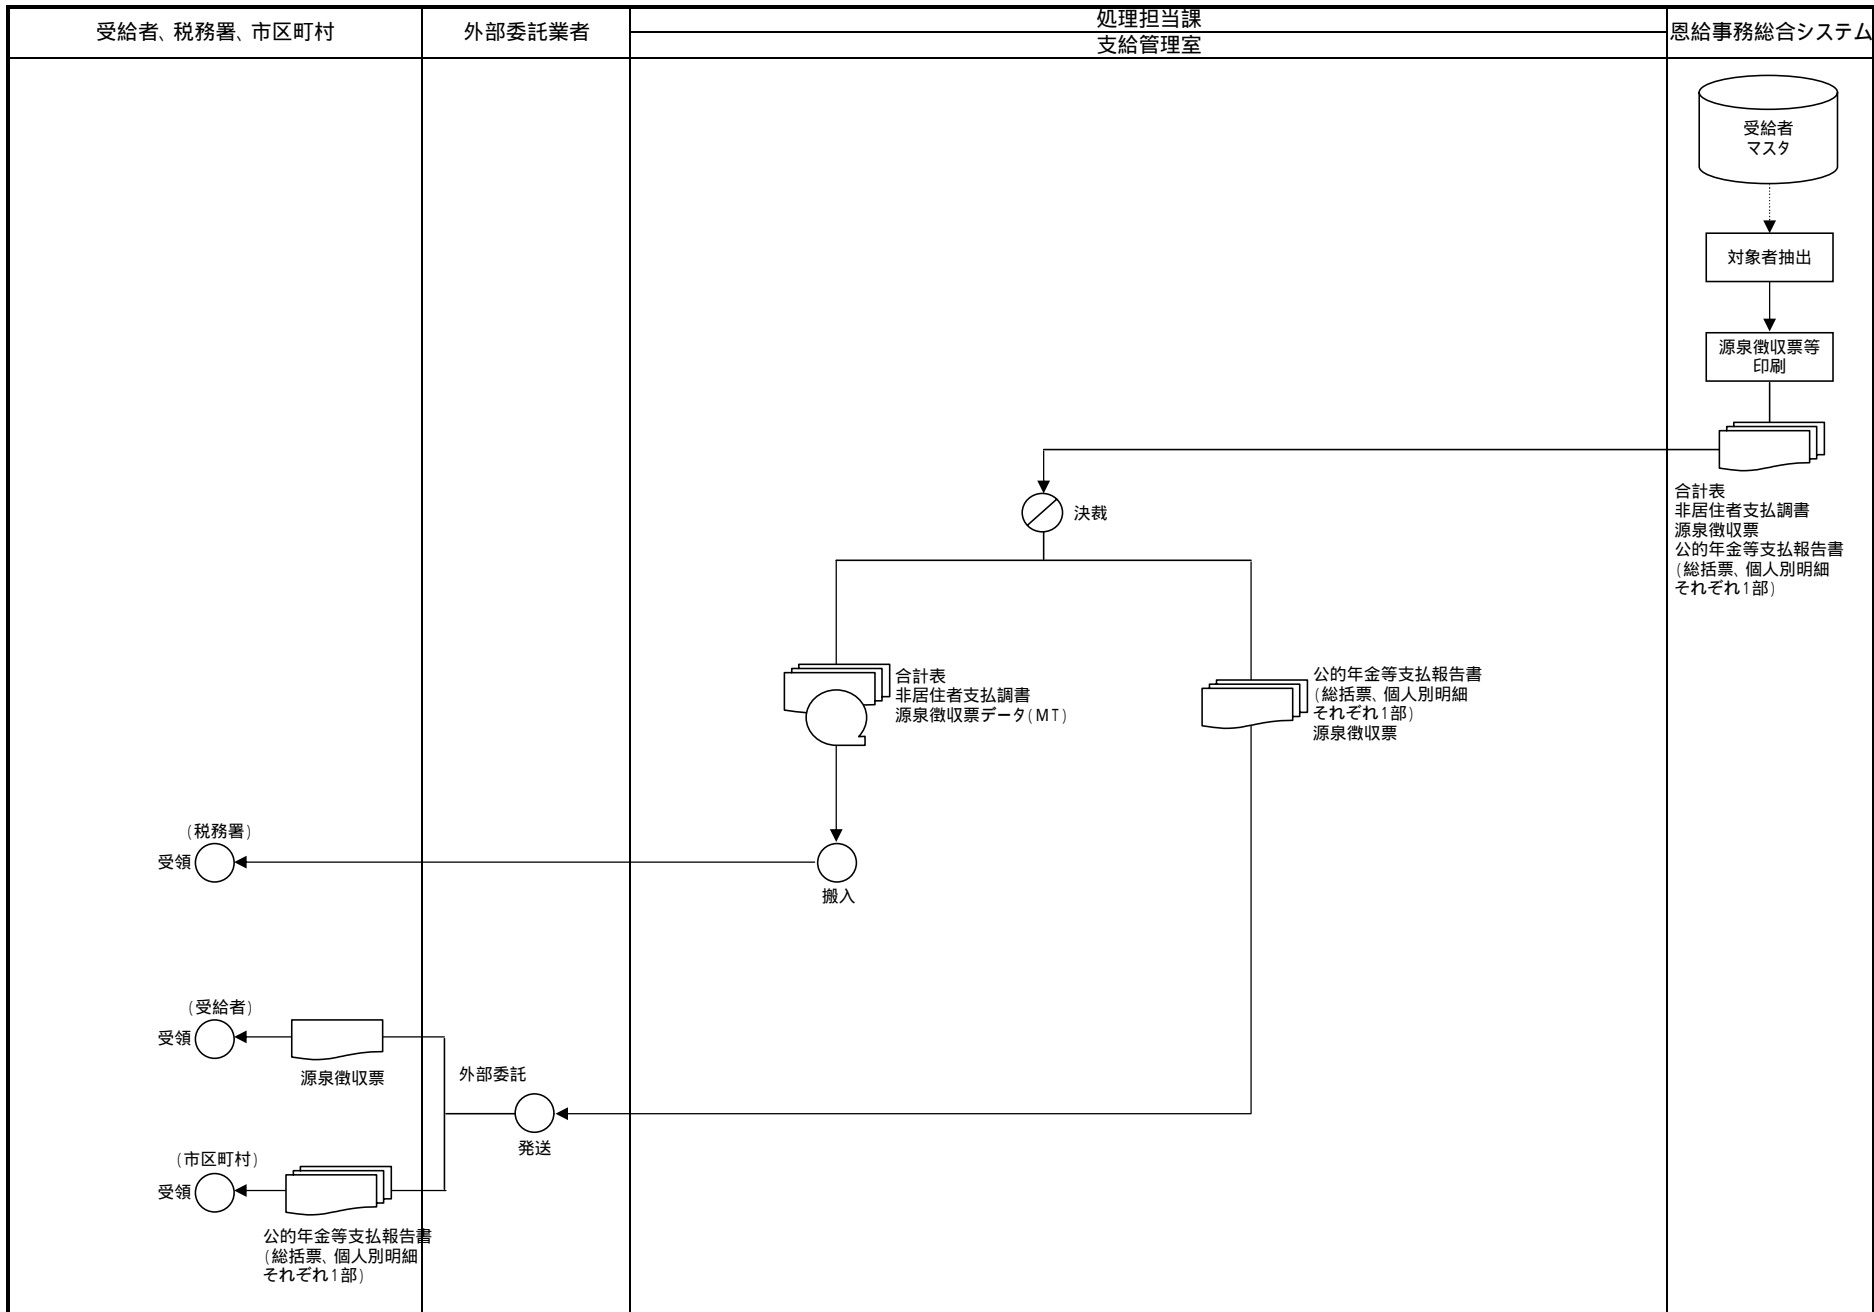 受給者、税務署、市区町村
外部委託業者
処理担当課
支給管理室
恩給事務総合システム
受給者
マスタ
対象者抽出
源泉徴収票等
印刷
合計表
非居住者支払調書
源泉徴収票
公的年金等支払報告書
(総括票、個人別明細
それぞれ1部)
決裁
合計表
非居住者支払調書
源泉徴収票データ(MT)
公的年金等支払報告書
(総括票、個人別明細
それぞれ1部)
源泉徴収票
(税務署)
受領
搬入
(受給者)
受領
源泉徴収票
外部委託
発送
(市区町村)
受領
公的年金等支払報告書
(総括票、個人別明細
それぞれ1部)